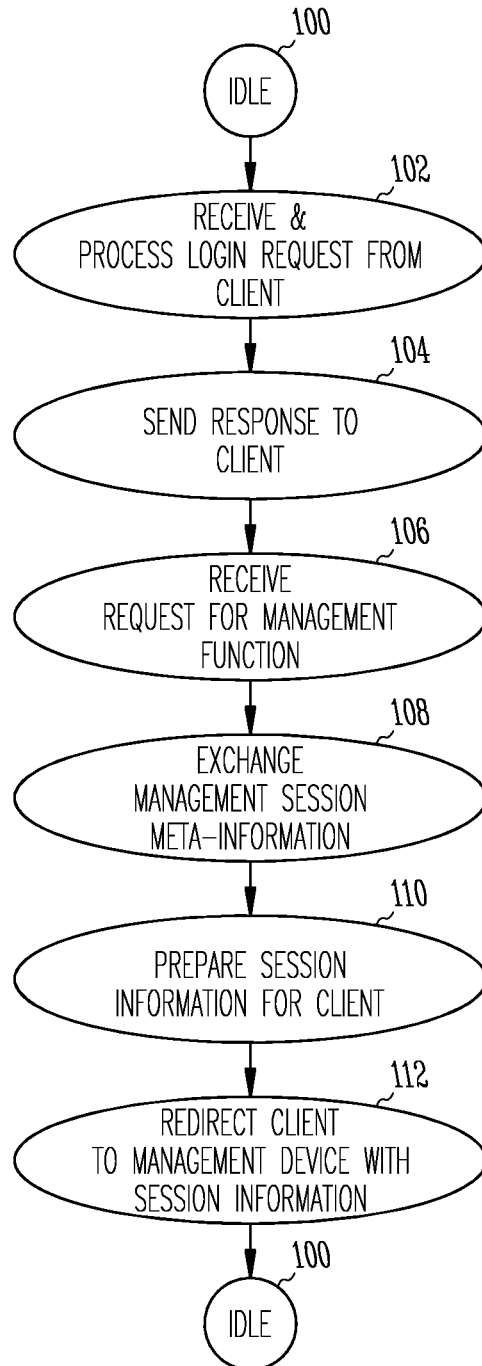 100
IDLE
102
RECEIVE &
PROCESS LOGIN REQUEST FROM
CLIENT
104
SEND RESPONSE TO
CLIENT
106
RECEIVE
REQUEST FOR MANAGEMENT
FUNCTION
108
EXCHANGE
MANAGEMENT SESSION
META-INFORMATION
110
PREPARE SESSION
INFORMATION FOR CLIENT
112
REDIRECT CLIENT
TO MANAGEMENT DEVICE WITH
SESSION INFORMATION
100
IDLE